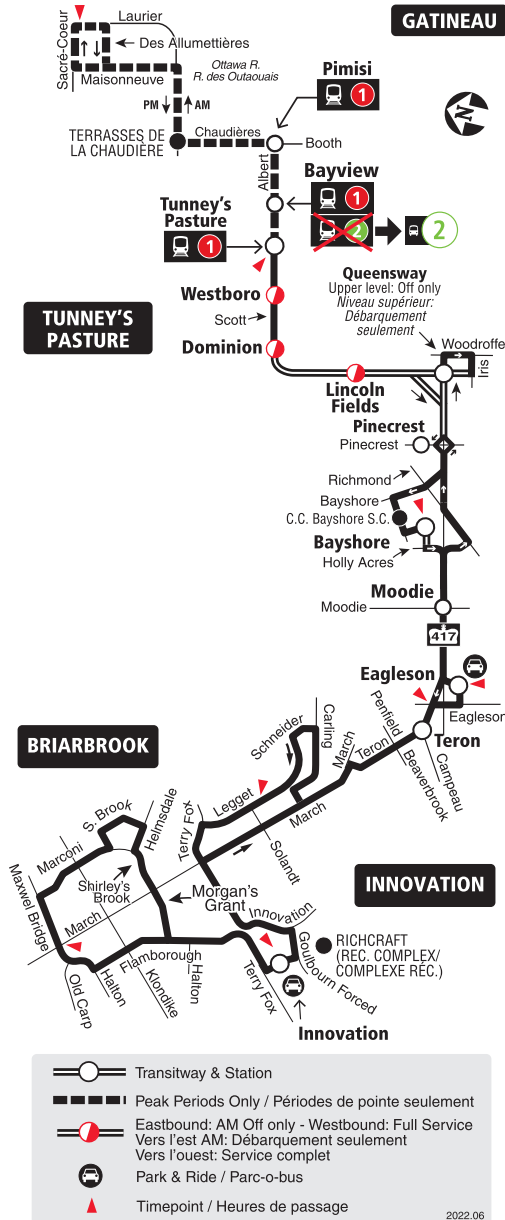 GATINEAU
Laurier
Sacré-Coeur
Des Allumettières
Maisonneuve
Ottawa R.
R. des Outaouais
PM
AM
Pimisi
1
N
TERRASSES DE
LA CHAUDIÈRE
Chaudières
Booth
Albert
Bayview
1
2
2
Tunney's
Pasture
1
Queensway
Upper level: Off only
Niveau supérieur:
Débarquement
seulement
Westboro
Scott
TUNNEY'S
PASTURE
Dominion
Woodroffe
Iris
Lincoln
Fields
Pinecrest
Pinecrest
Richmond
Bayshore
C.C. Bayshore S.C.
Bayshore
Holly Acres
Moodie
Moodie
417
Eagleson
Eagleson
Teron
BRIARBROOK
Schneider
Carling
March
Teron
Penfield
Beaverbrook
Campeau
Legget
March
Solandt
Terry Fox
S. Brook
Helmsdale
Marconi
Shirley's
Brook
Morgan's
Grant
Maxwel Bridge
March
INNOVATION
Innovation
Goulbourn Forced
RICHCRAFT
(REC. COMPLEX/
COMPLEXE RÉC.)
Old Carp
Halton
Flamborough
Klondike
Halton
Terry Fox
Innovation
Transitway & Station
Peak Periods Only / Périodes de pointe seulement
Eastbound: AM Off only - Westbound: Full Service
Vers l'est AM: Débarquement seulement
Vers l'ouest: Service complet
Park & Ride / Parc-o-bus
Timepoint / Heures de passage
2022.06